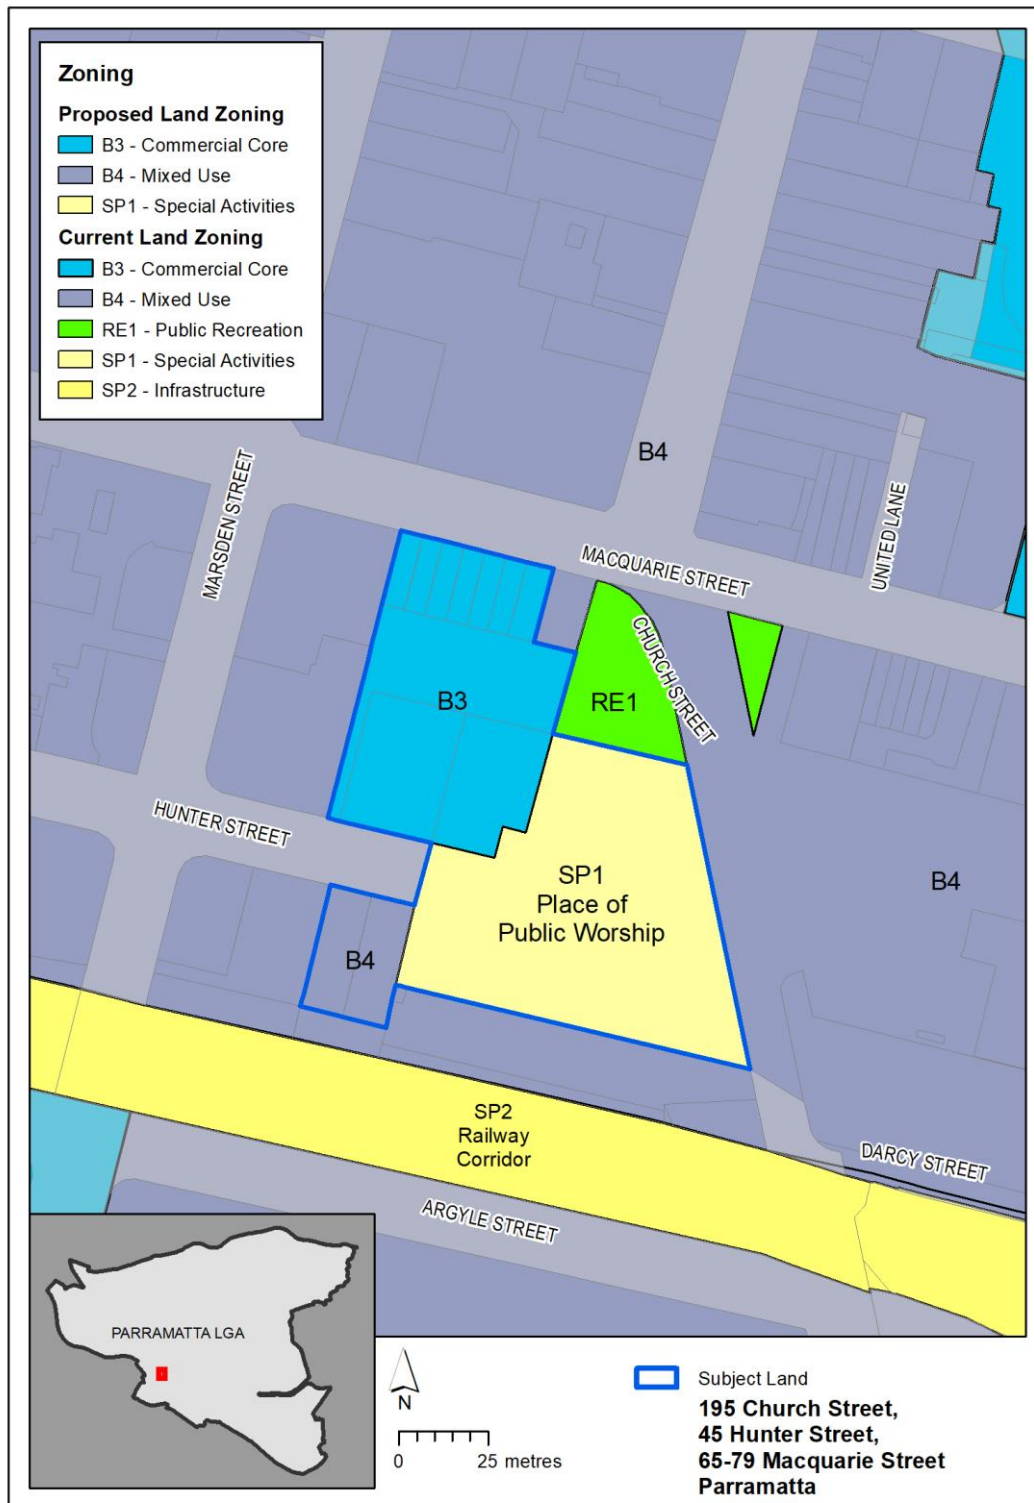 Zoning
Proposed Land Zoning
B3 - Commercial Core
B4 - Mixed Use
SP1 - Special Activities
Current Land Zoning
B3 - Commercial Core
B4 - Mixed Use
RE1 - Public Recreation
SP1 - Special Activities
SP2 - Infrastructure
B4
MARSDEN STREET
UNITED LANE
MACQUARIE STREET
CHURCH STREET
B3
RE1
HUNTER STREET
SP1
Place of
Public Worship
B4
B4
SP2
Railway
Corridor
DARCY STREET
ARGYLE STREET
PARRAMATTA LGA
N
0 25 metres
Subject Land
195 Church Street,
45 Hunter Street,
65-79 Macquarie Street
Parramatta